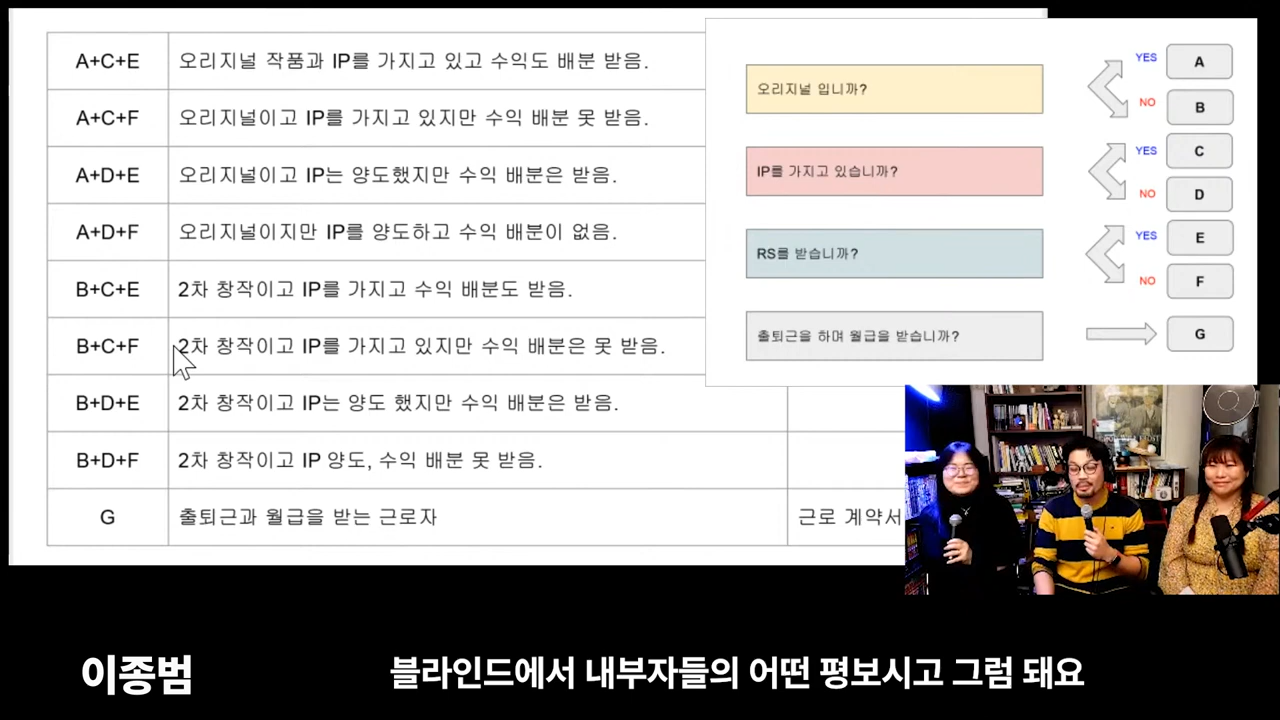 A+C+E 오리지널 작품과 IP를 가지고 있고 수익도 배분 받음.
A+C+F 오리지널이고 IP를 가지고 있지만 수익 배분 못 받음.
A+D+E 오리지널이고 IP는 양도했지만 수익 배분은 받음.
A+D+F 오리지널이지만 IP를 양도하고 수익 배분이 없음.
B+C+E 2차 창작이고 IP를 가지고 수익 배분도 받음.
B+C+F 2차 창작이고 IP를 가지고 있지만 수익 배분은 못 받음.
B+D+E 2차 창작이고 IP는 양도 했지만 수익 배분은 받음.
B+D+F 2차 창작이고 IP 양도, 수익 배분 못 받음.
G 출퇴근과 월급을 받는 근로자 근로 계약서
오리지널 입니까?
YES A
NO B
IP를 가지고 있습니까?
YES C
NO D
RS를 받습니까?
YES E
NO F
출퇴근을 하며 월급을 받습니까?
G
이종범 블라인드에서 내부자들의 어떤 평보시고 그럼 돼요